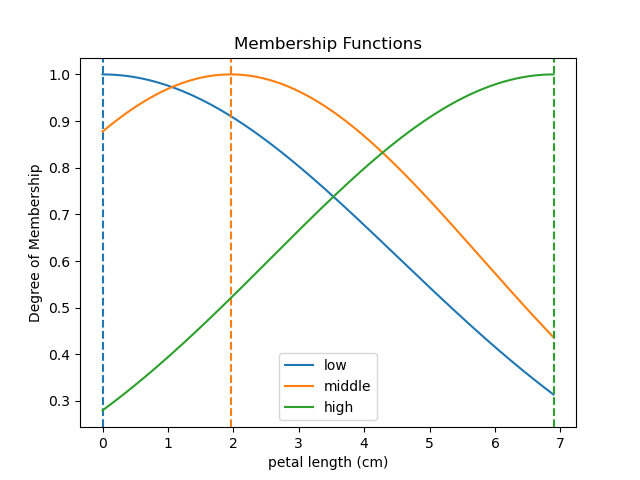 Membership Functions
Degree of Membership
1.0
0.9
0.8
0.7
0.6
0.5
0.4
0.3
low
middle
high
0 1 2 3 4 5 6 7
petal length (cm)